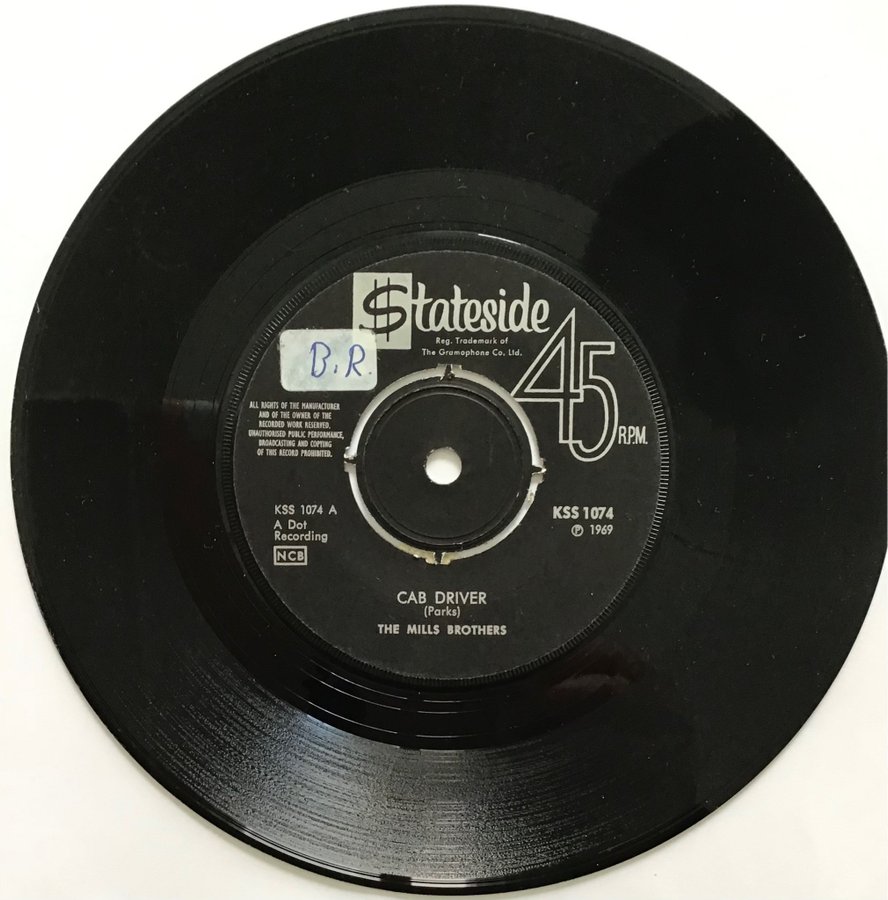 $tateside
Reg. Trademark of
The Gramophone Co. Ltd.
45
R.P.M.
B.R.
ALL RIGHTS OF THE MANUFACTURER
AND OF THE OWNER OF THE
RECORDED WORK RESERVED.
UNAUTHORISED PUBLIC PERFORMANCE,
BROADCASTING AND COPYING
OF THIS RECORD PROHIBITED.
KSS 1074 A
A Dot
Recording
NCB
KSS 1074
℗ 1969
CAB DRIVER
(Parks)
THE MILLS BROTHERS